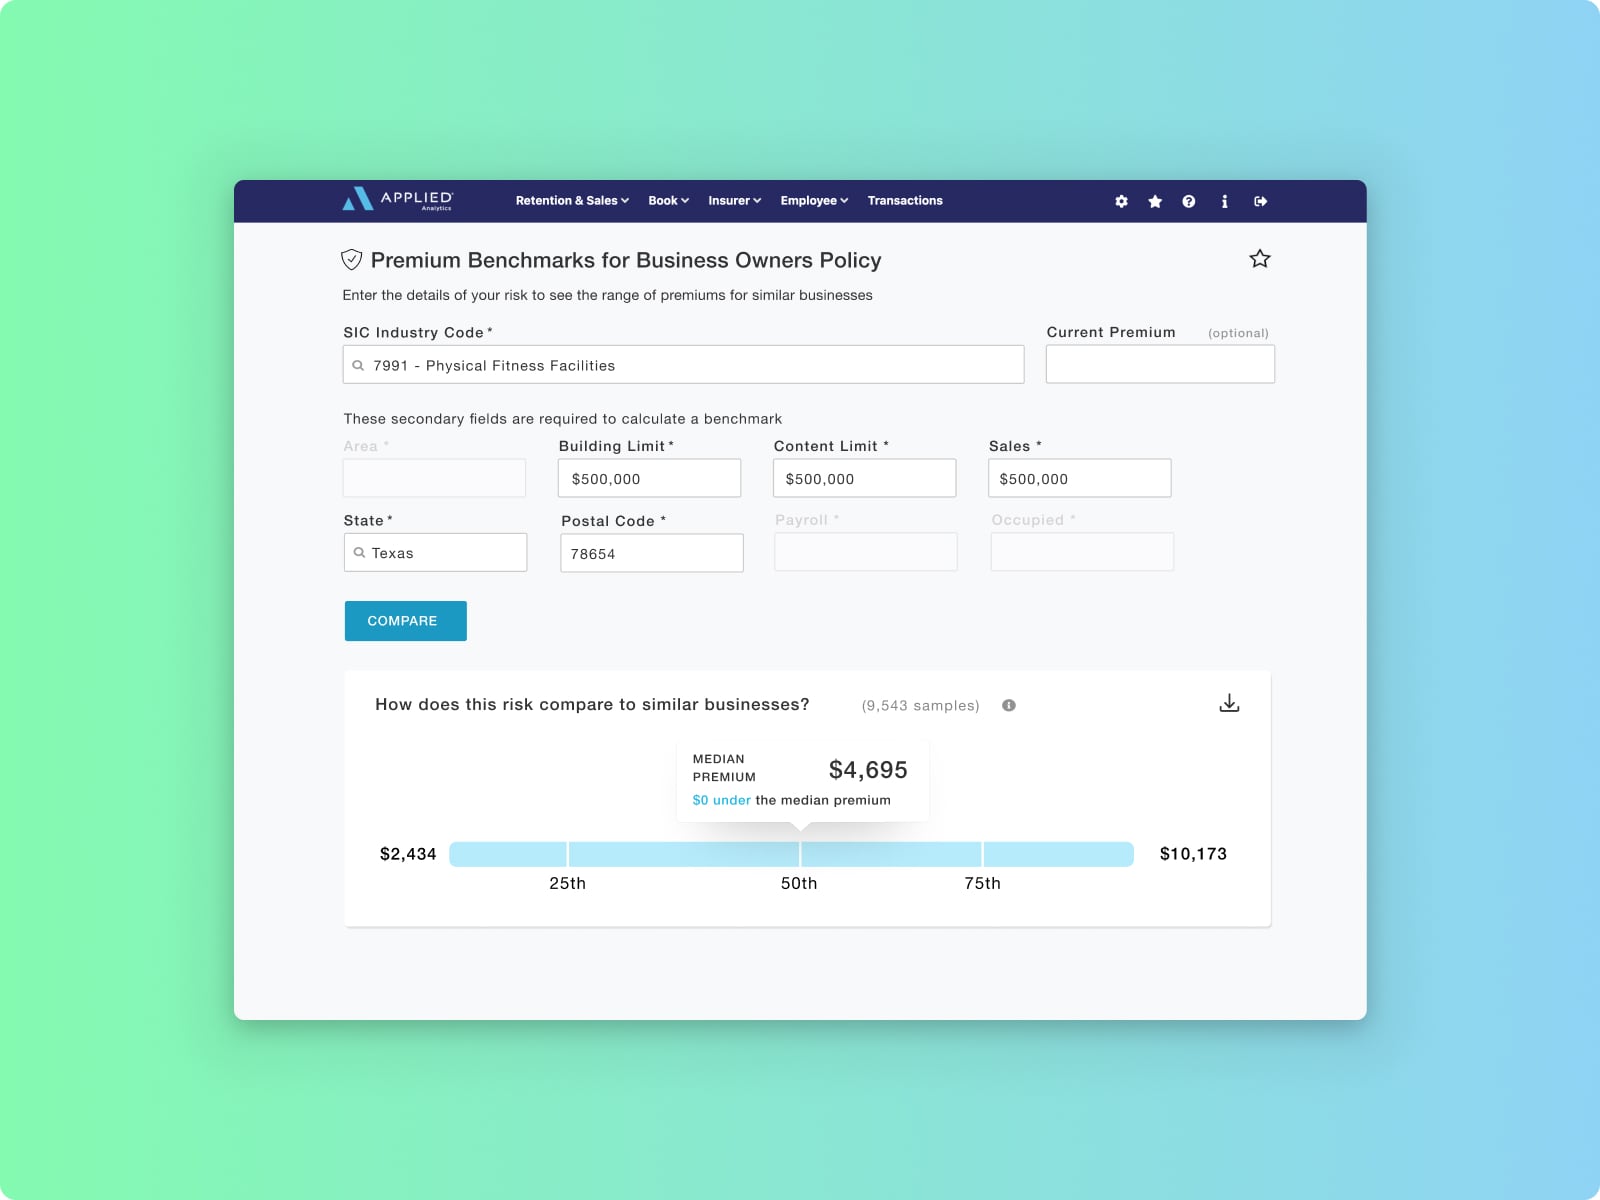 APPLIED
Analytics
Retention & Sales Book Insurer Employee Transactions
Premium Benchmarks for Business Owners Policy
Enter the details of your risk to see the range of premiums for similar businesses
SIC Industry Code * Current Premium (optional)
7991 - Physical Fitness Facilities
These secondary fields are required to calculate a benchmark
Area * Building Limit * Content Limit * Sales *
$500,000 $500,000 $500,000
State * Postal Code * Payroll * Occupied *
Texas 78654
COMPARE
How does this risk compare to similar businesses? (9,543 samples)
MEDIAN
PREMIUM $4,695
$0 under the median premium
$2,434 $10,173
25th 50th 75th